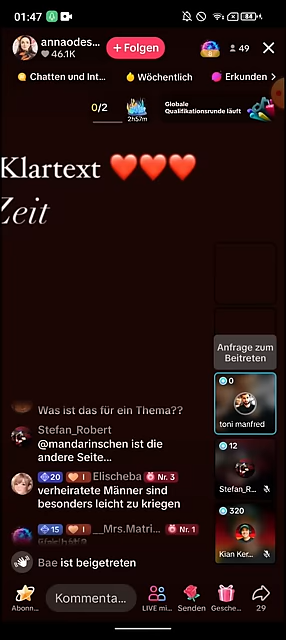 01:47
84
annaodes...
46.1K
+ Folgen
49
Chatten und Int...
Wöchentlich
Erkunden
0/2
2h57m
Globale
Qualifikationsrunde läuft
Klartext ❤️❤️❤️
Zeit
Anfrage zum
Beitreten
0
toni manfred
12
Stefan_R...
320
Kian Ker...
Was ist das für ein Thema??
Stefan_Robert
@mandarinschen ist die
andere Seite...
20 Elischeba Nr. 3
verheiratete Männer sind
besonders leicht zu kriegen
15 __Mrs.Matri... Nr. 1
Bae ist beigetreten
Abonn...
Kommenta...
LIVE mi...
Senden
Gesche...
29